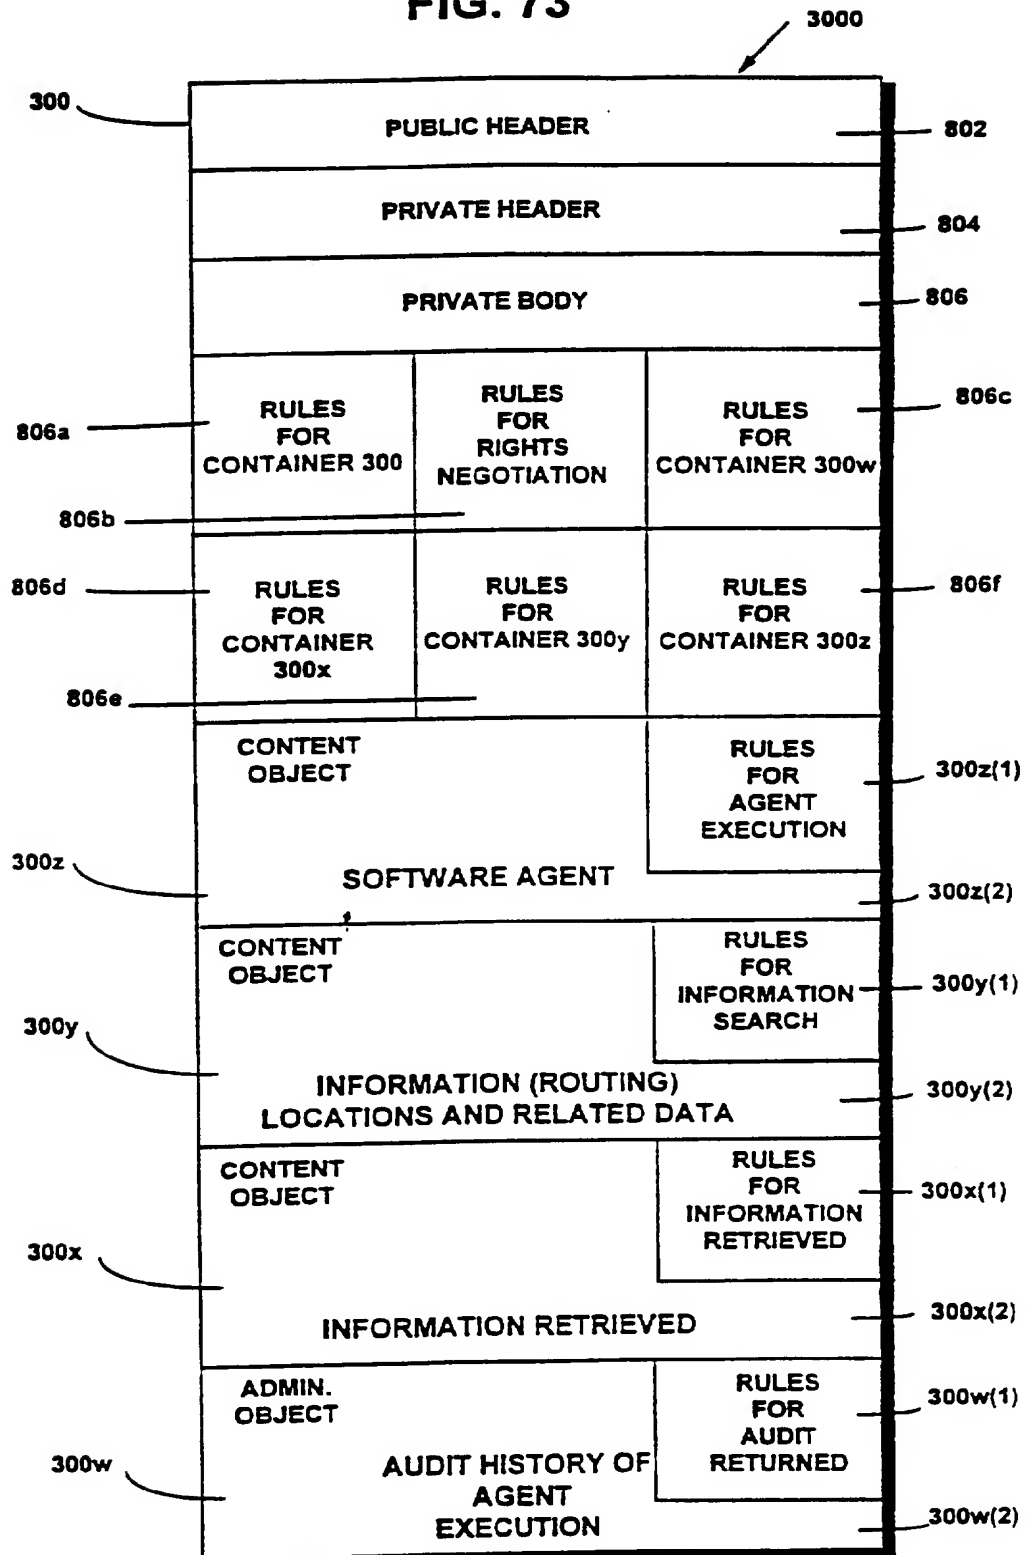 FIG. 73
3000
300
PUBLIC HEADER
802
PRIVATE HEADER
804
PRIVATE BODY
806
806a
RULES
FOR
CONTAINER 300
806b
RULES
FOR
RIGHTS
NEGOTIATION
RULES
FOR
CONTAINER 300w
806c
806d
RULES
FOR
CONTAINER
300x
806e
RULES
FOR
CONTAINER 300y
RULES
FOR
CONTAINER 300z
806f
CONTENT
OBJECT
RULES
FOR
AGENT
EXECUTION
300z(1)
300z
SOFTWARE AGENT
300z(2)
CONTENT
OBJECT
RULES
FOR
INFORMATION
SEARCH
300y(1)
300y
INFORMATION (ROUTING)
LOCATIONS AND RELATED DATA
300y(2)
CONTENT
OBJECT
RULES
FOR
INFORMATION
RETRIEVED
300x(1)
300x
INFORMATION RETRIEVED
300x(2)
ADMIN.
OBJECT
RULES
FOR
AUDIT
RETURNED
300w(1)
300w
AUDIT HISTORY OF
AGENT
EXECUTION
300w(2)